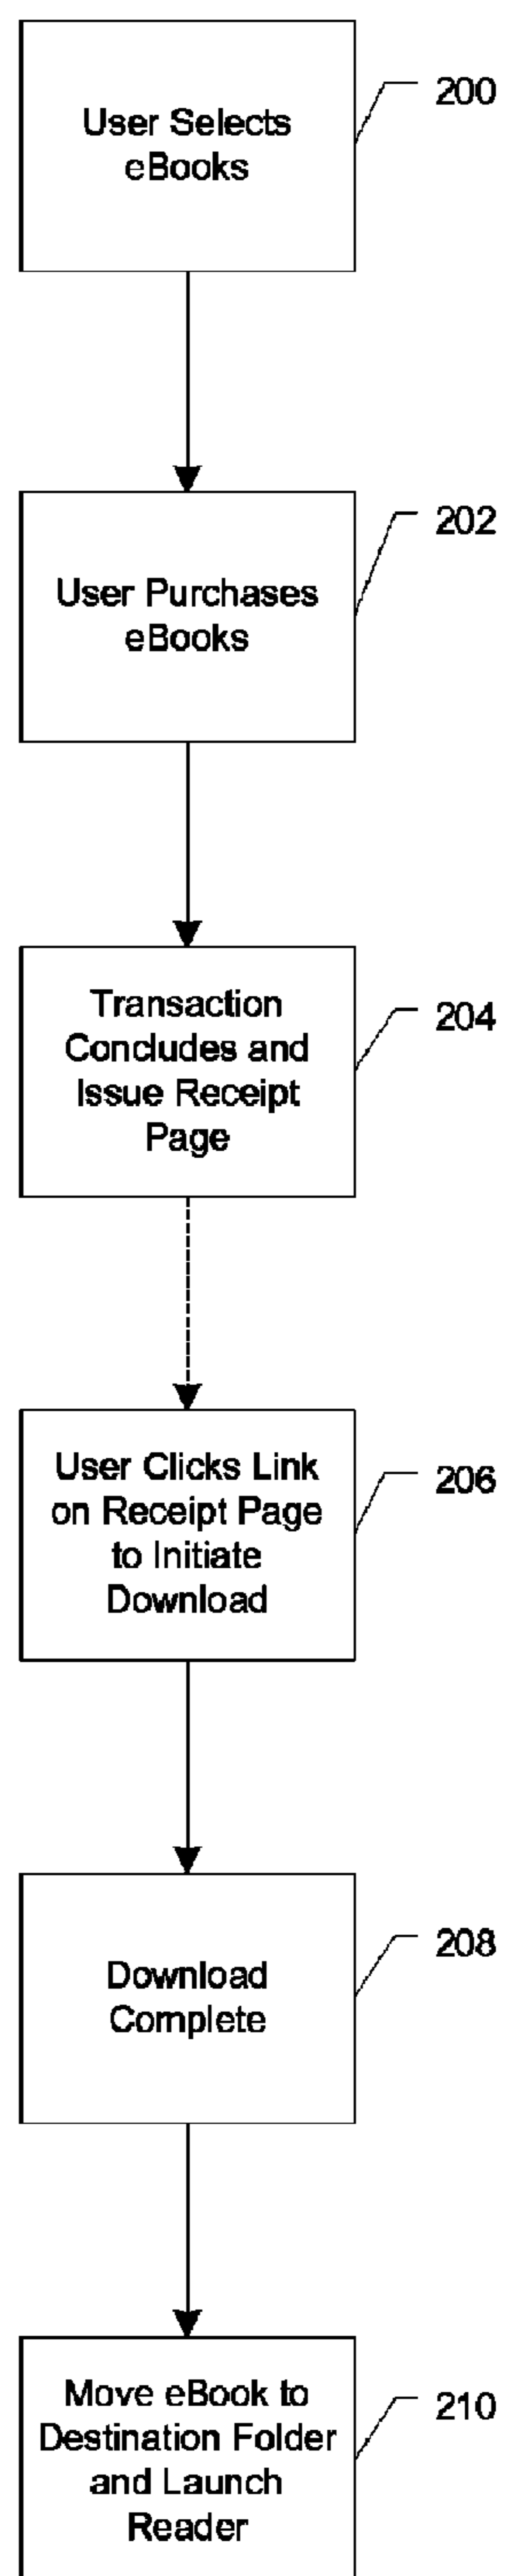 User Selects
eBooks
200
User Purchases
eBooks
202
Transaction
Concludes and
Issue Receipt
Page
204
User Clicks Link
on Receipt Page
to Initiate
Download
206
Download
Complete
208
Move eBook to
Destination Folder
and Launch
Reader
210